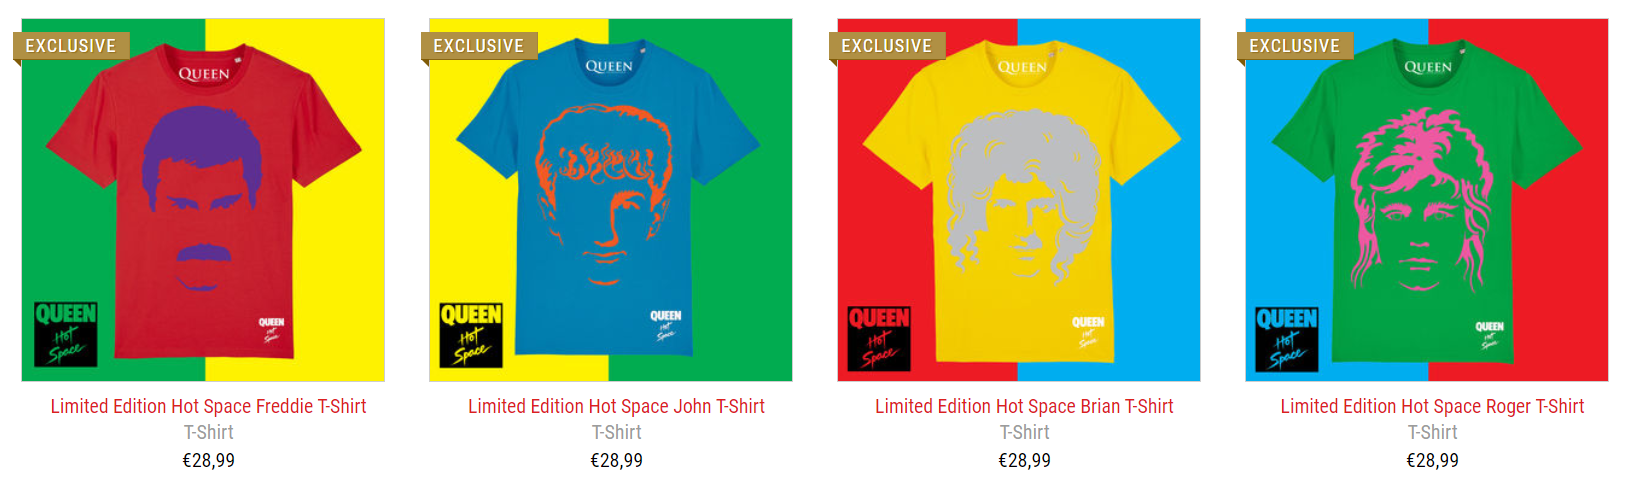 EXCLUSIVE
QUEEN
QUEEN
Hot
Space
QUEEN
Hot
Space
Limited Edition Hot Space Freddie T-Shirt
T-Shirt
€28,99
EXCLUSIVE
QUEEN
QUEEN
Hot
Space
QUEEN
Hot
Space
Limited Edition Hot Space John T-Shirt
T-Shirt
€28,99
EXCLUSIVE
QUEEN
QUEEN
Hot
Space
QUEEN
Hot
Space
Limited Edition Hot Space Brian T-Shirt
T-Shirt
€28,99
EXCLUSIVE
QUEEN
QUEEN
Hot
Space
QUEEN
Hot
Space
Limited Edition Hot Space Roger T-Shirt
T-Shirt
€28,99